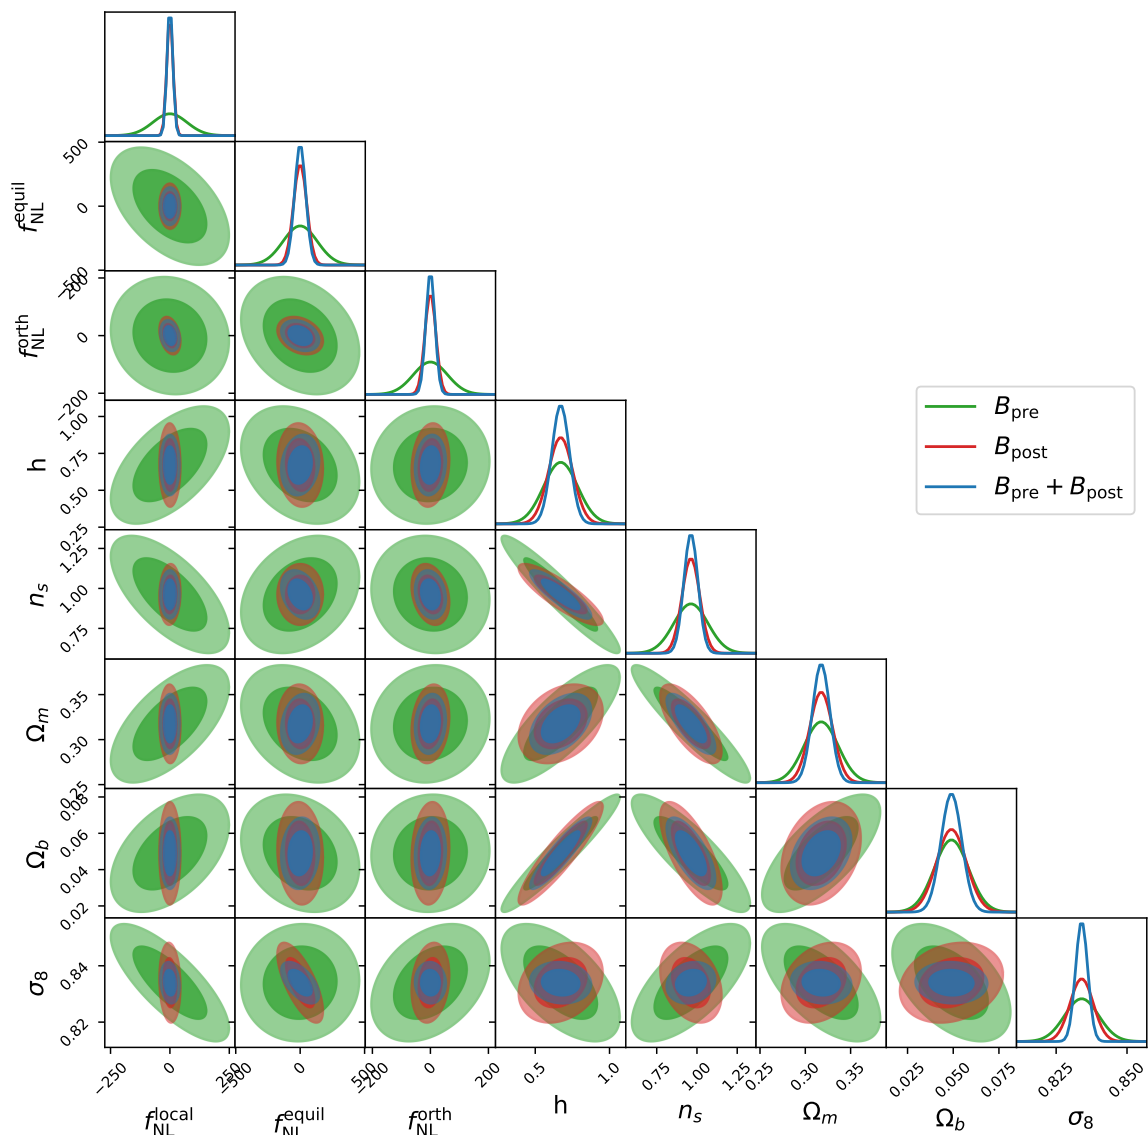 500
f_NL^equil
0
−500
200
f_NL^orth
0
−200
1.00
h
0.75
0.50
0.25
B_pre
B_post
B_pre + B_post
1.25
n_s
1.00
0.75
0.35
Ω_m
0.30
0.25
0.08
0.06
Ω_b
0.04
0.02
0.84
σ_8
0.82
−250 0 250 −500 0 500 −200 0 200 0.5 1.0 0.75 1.00 1.25 0.25 0.30 0.35 0.025 0.050 0.075 0.825 0.850
f_NL^local f_NL^equil f_NL^orth h n_s Ω_m Ω_b σ_8